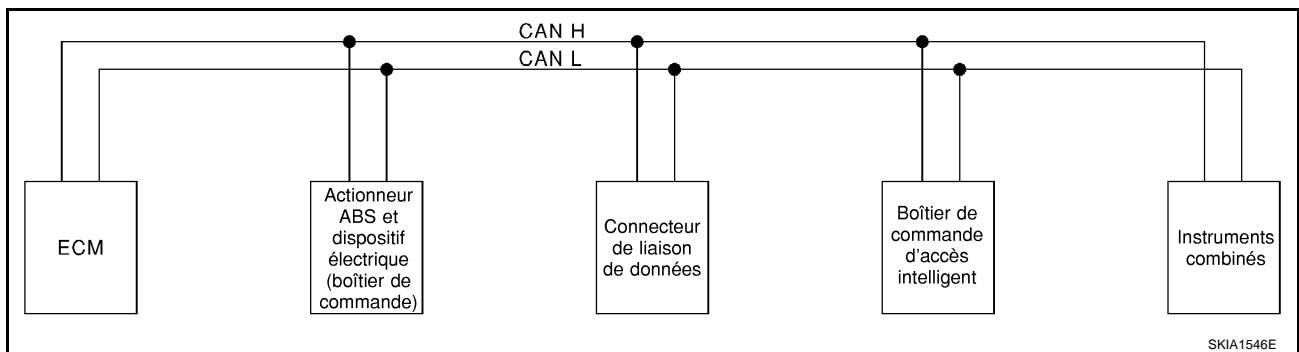 CAN H
CAN L
ECM
Actionneur
ABS et
dispositif
électrique
(boîtier de
commande)
Connecteur
de liaison
de données
Boîtier de
commande
d'accès
intelligent
Instruments
combinés
SKIA1546E